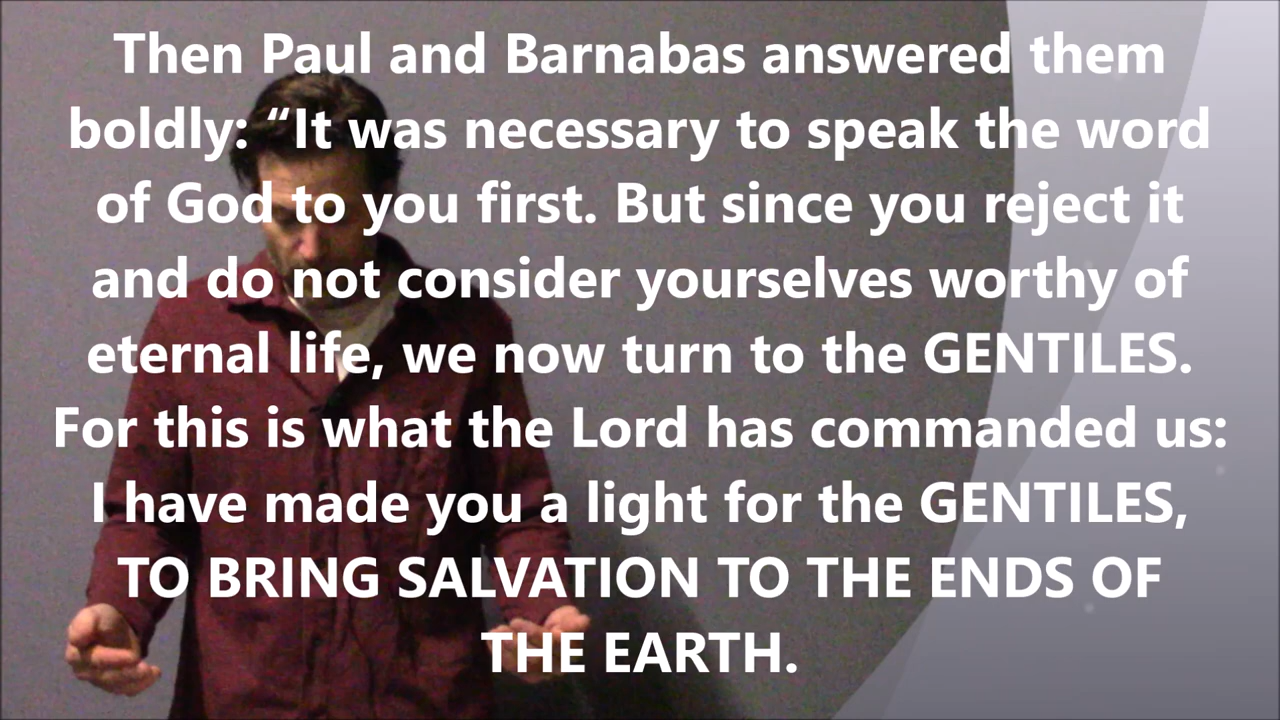 Then Paul and Barnabas answered them
boldly: “It was necessary to speak the word
of God to you first. But since you reject it
and do not consider yourselves worthy of
eternal life, we now turn to the GENTILES.
For this is what the Lord has commanded us:
I have made you a light for the GENTILES,
TO BRING SALVATION TO THE ENDS OF
THE EARTH.